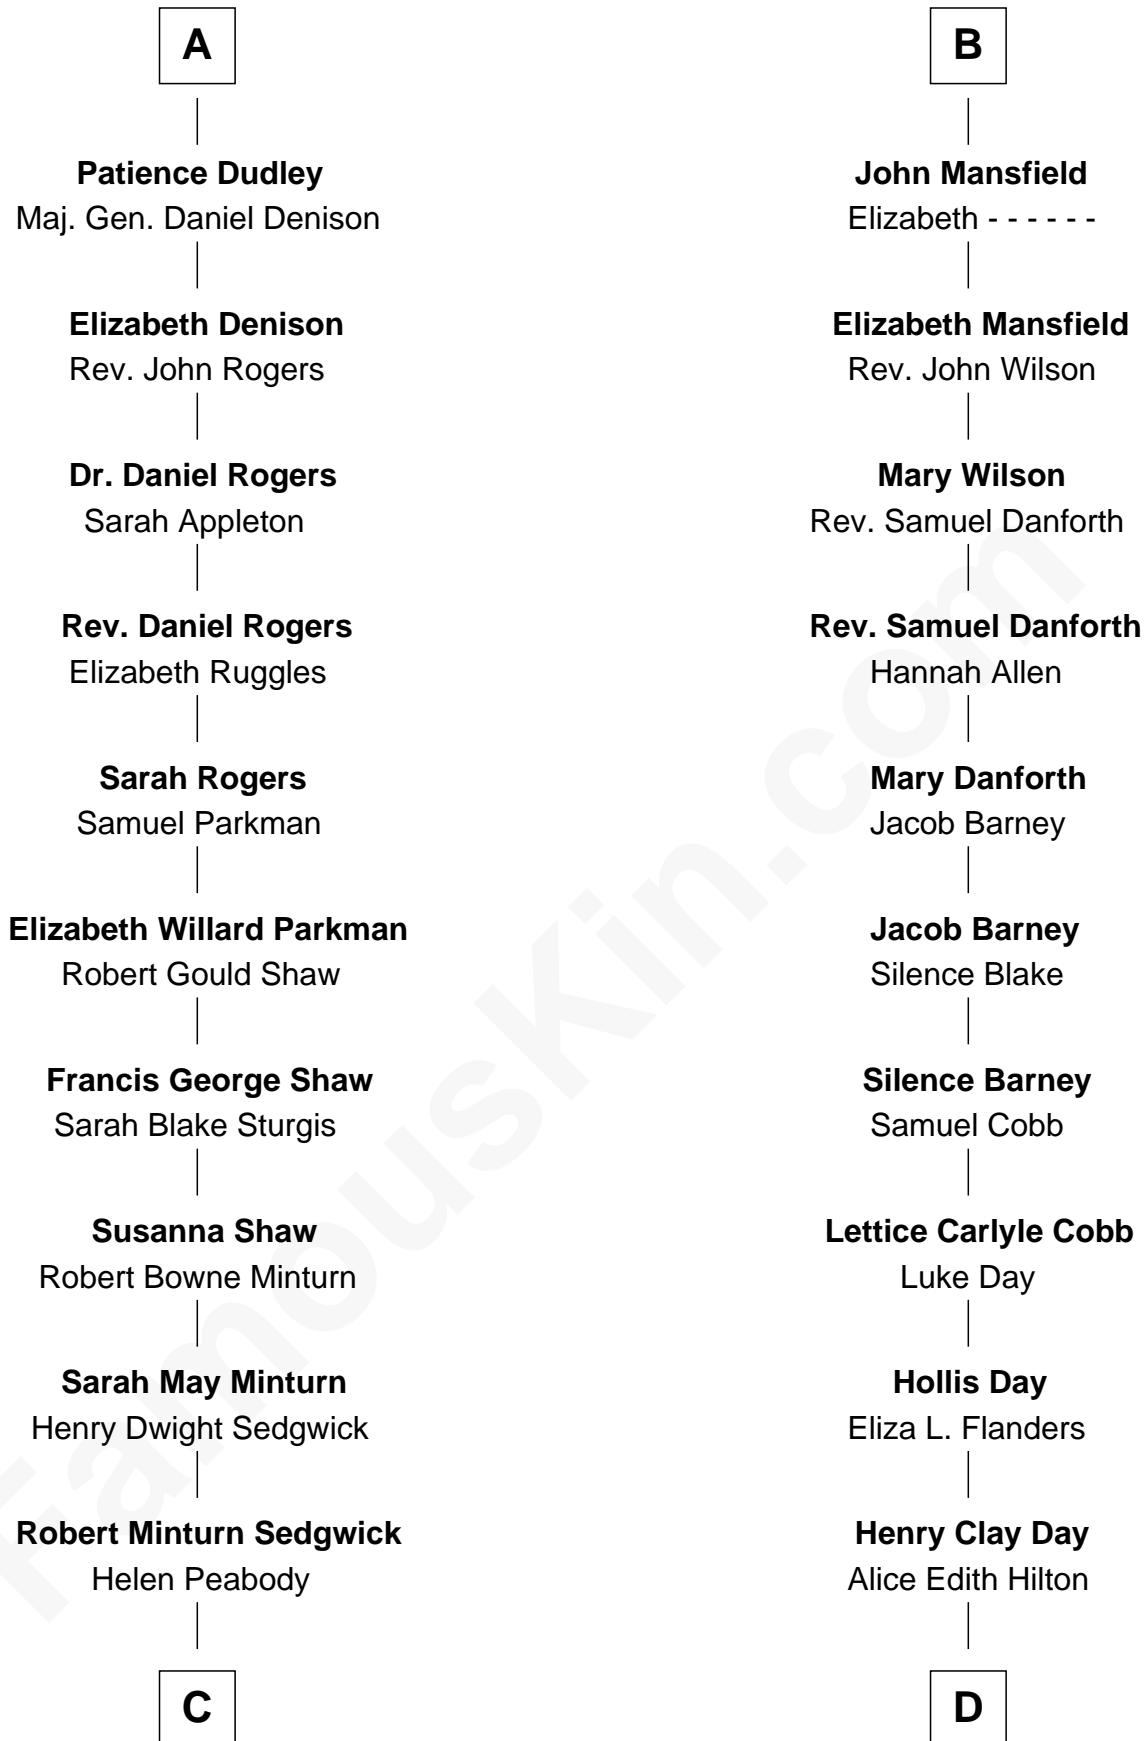 A
Patience Dudley
Maj. Gen. Daniel Denison
Elizabeth Denison
Rev. John Rogers
Dr. Daniel Rogers
Sarah Appleton
Rev. Daniel Rogers
Elizabeth Ruggles
Sarah Rogers
Samuel Parkman
Elizabeth Willard Parkman
Robert Gould Shaw
Francis George Shaw
Sarah Blake Sturgis
Susanna Shaw
Robert Bowne Minturn
Sarah May Minturn
Henry Dwight Sedgwick
Robert Minturn Sedgwick
Helen Peabody
C
B
John Mansfield
Elizabeth - - - - - -
Elizabeth Mansfield
Rev. John Wilson
Mary Wilson
Rev. Samuel Danforth
Rev. Samuel Danforth
Hannah Allen
Mary Danforth
Jacob Barney
Jacob Barney
Silence Blake
Silence Barney
Samuel Cobb
Lettice Carlyle Cobb
Luke Day
Hollis Day
Eliza L. Flanders
Henry Clay Day
Alice Edith Hilton
D
FamousKin.com